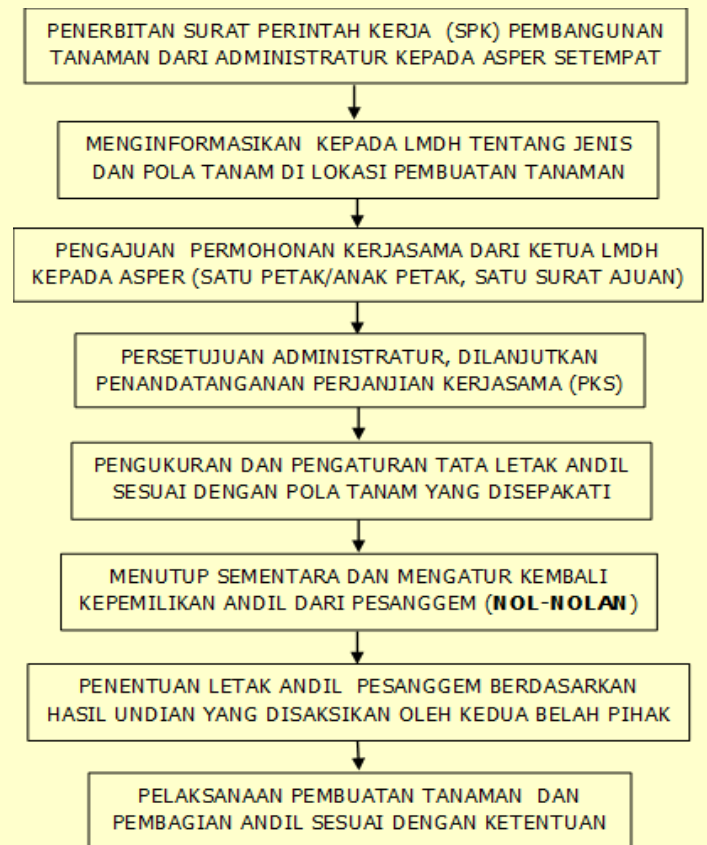 PENERBITAN SURAT PERINTAH KERJA (SPK) PEMBANGUNAN
TANAMAN DARI ADMINISTRATUR KEPADA ASPER SETEMPAT
MENGINFORMASIKAN KEPADA LMDH TENTANG JENIS
DAN POLA TANAM DI LOKASI PEMBUATAN TANAMAN
PENGAJUAN PERMOHONAN KERJASAMA DARI KETUA LMDH
KEPADA ASPER (SATU PETAK/ANAK PETAK, SATU SURAT AJUAN)
PERSETUJUAN ADMINISTRATUR, DILANJUTKAN
PENANDATANGANAN PERJANJIAN KERJASAMA (PKS)
PENGUKURAN DAN PENGATURAN TATA LETAK ANDIL
SESUAI DENGAN POLA TANAM YANG DISEPAKATI
MENUTUP SEMENTARA DAN MENGATUR KEMBALI
KEPEMILIKAN ANDIL DARI PESANGGEM (NOL-NOLAN)
PENENTUAN LETAK ANDIL PESANGGEM BERDASARKAN
HASIL UNDIAN YANG DISAKSIKAN OLEH KEDUA BELAH PIHAK
PELAKSANAAN PEMBUATAN TANAMAN DAN
PEMBAGIAN ANDIL SESUAI DENGAN KETENTUAN